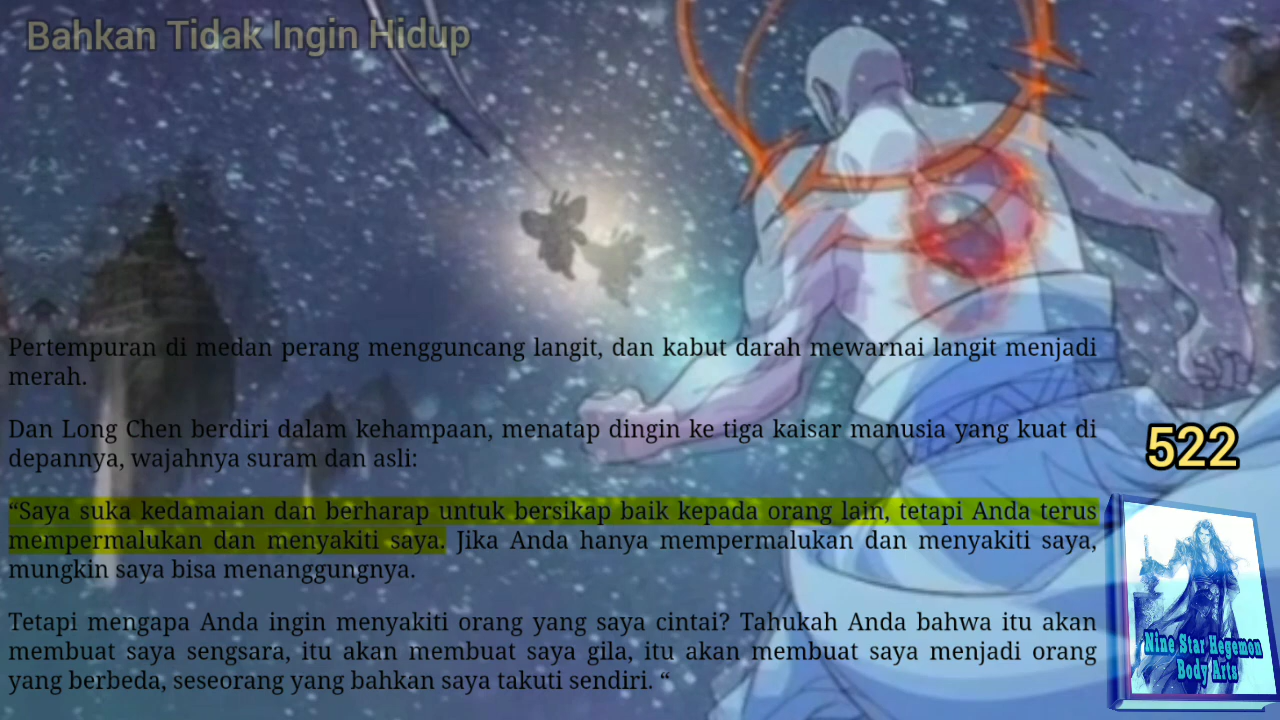 Bahkan Tidak Ingin Hidup
Pertempuran di medan perang mengguncang langit, dan kabut darah mewarnai langit menjadi
merah.
Dan Long Chen berdiri dalam kehampaan, menatap dingin ke tiga kaisar manusia yang kuat di
depannya, wajahnya suram dan asli:
“Saya suka kedamaian dan berharap untuk bersikap baik kepada orang lain, tetapi Anda terus
mempermalukan dan menyakiti saya. Jika Anda hanya mempermalukan dan menyakiti saya,
mungkin saya bisa menanggungnya.
Tetapi mengapa Anda ingin menyakiti orang yang saya cintai? Tahukah Anda bahwa itu akan
membuat saya sengsara, itu akan membuat saya gila, itu akan membuat saya menjadi orang
yang berbeda, seseorang yang bahkan saya takuti sendiri. “
522
Nine Star Hegemon
Body Arts